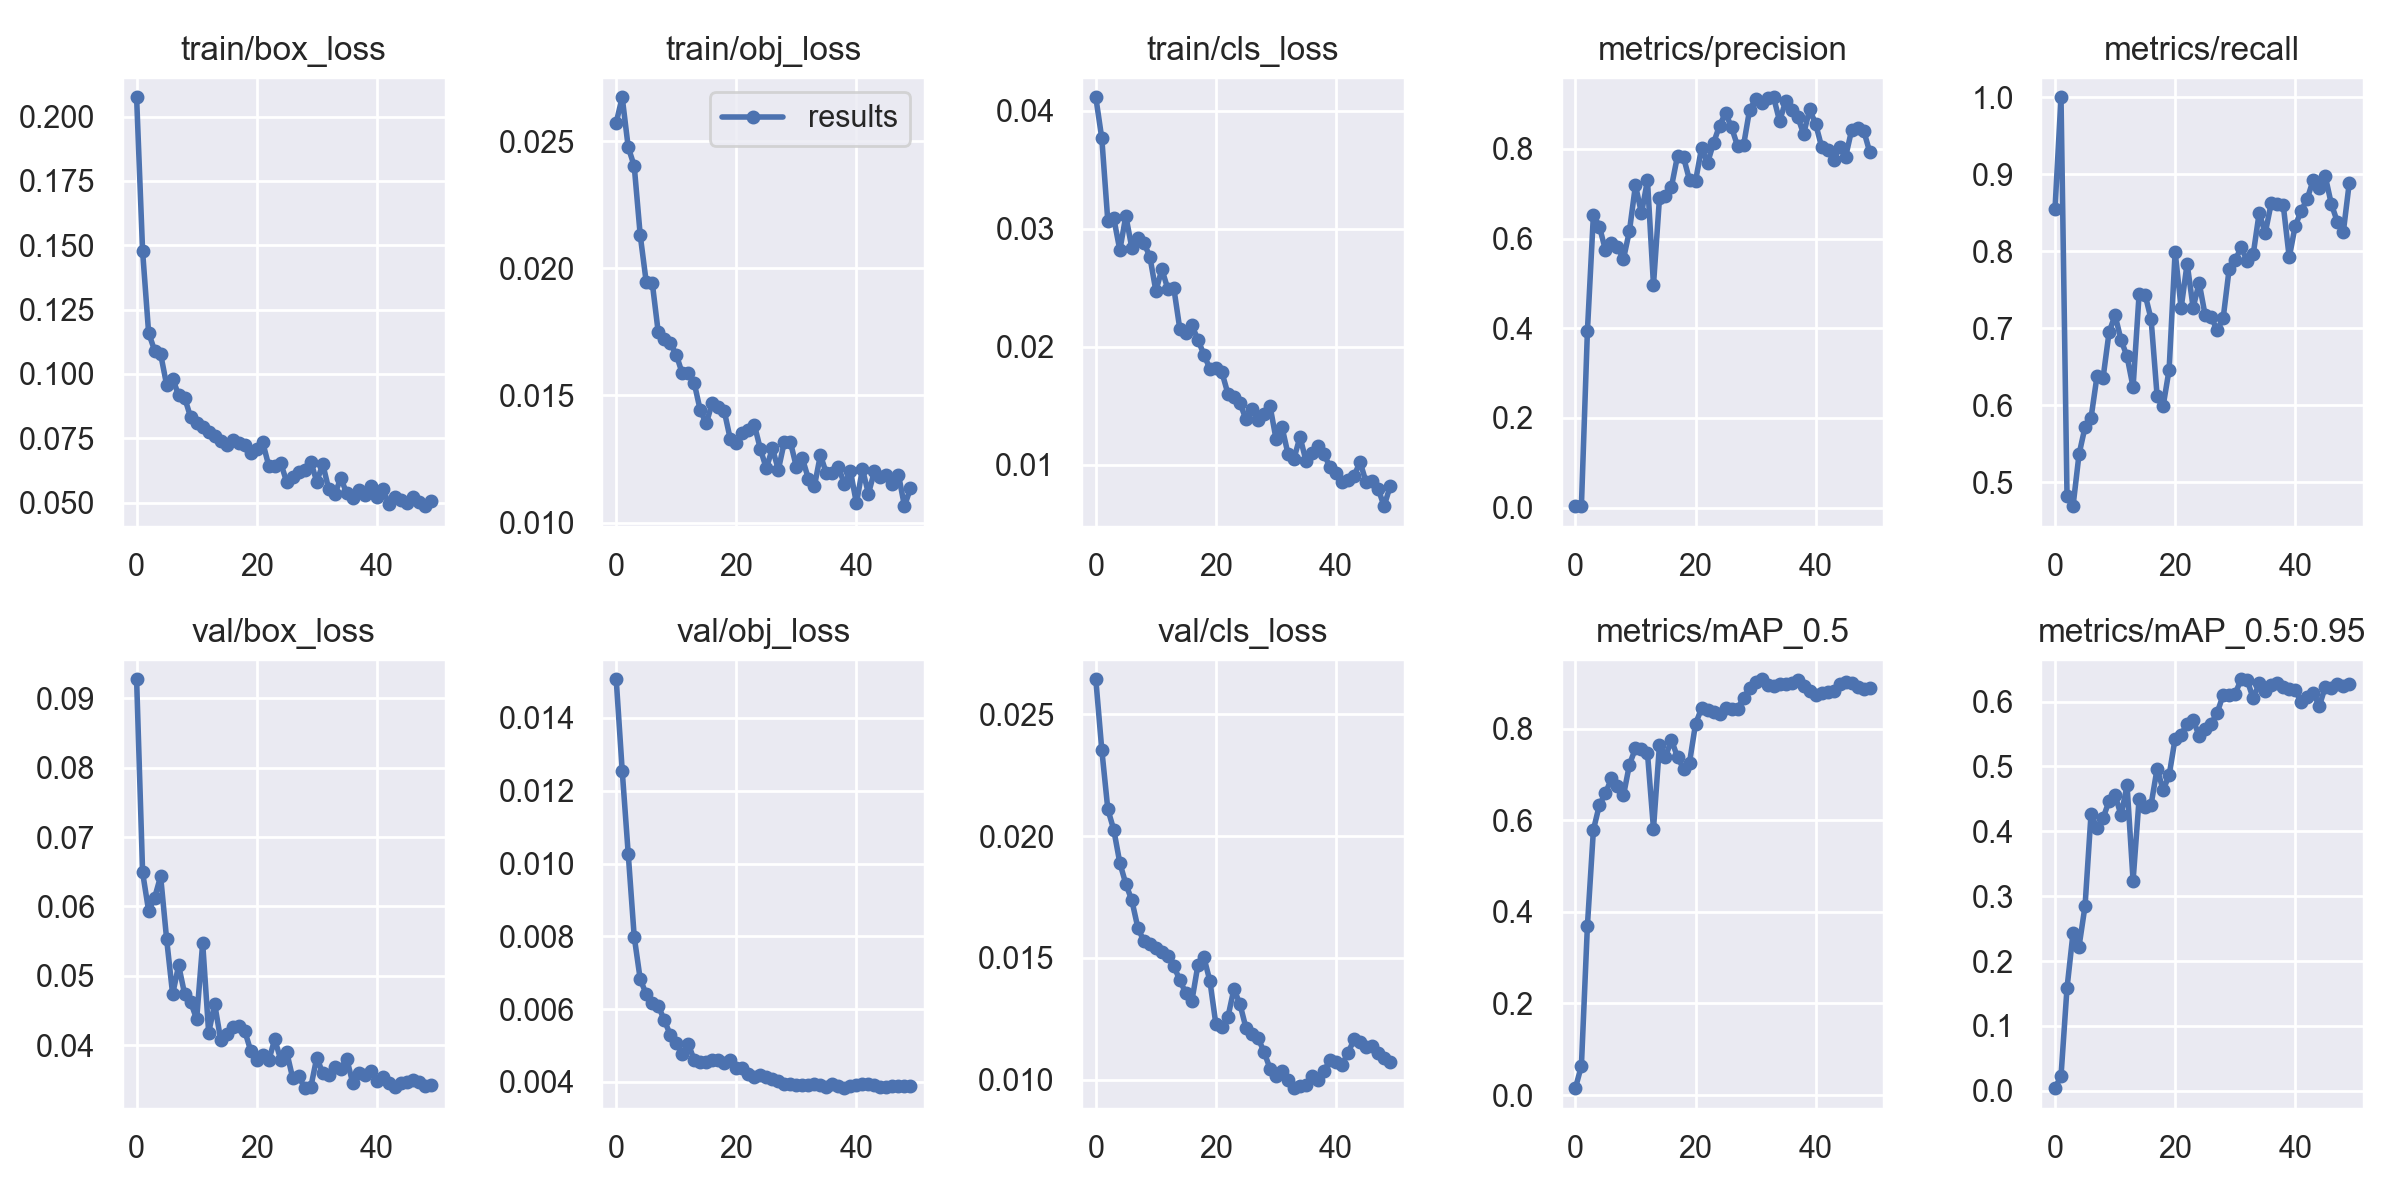 train/box_loss
0.200
0.175
0.150
0.125
0.100
0.075
0.050
0 20 40
train/obj_loss
results
0.025
0.020
0.015
0.010
0 20 40
train/cls_loss
0.04
0.03
0.02
0.01
0 20 40
metrics/precision
0.8
0.6
0.4
0.2
0.0
0 20 40
metrics/recall
1.0
0.9
0.8
0.7
0.6
0.5
0 20 40
val/box_loss
0.09
0.08
0.07
0.06
0.05
0.04
0 20 40
val/obj_loss
0.014
0.012
0.010
0.008
0.006
0.004
0 20 40
val/cls_loss
0.025
0.020
0.015
0.010
0 20 40
metrics/mAP_0.5
0.8
0.6
0.4
0.2
0.0
0 20 40
metrics/mAP_0.5:0.95
0.6
0.5
0.4
0.3
0.2
0.1
0.0
0 20 40